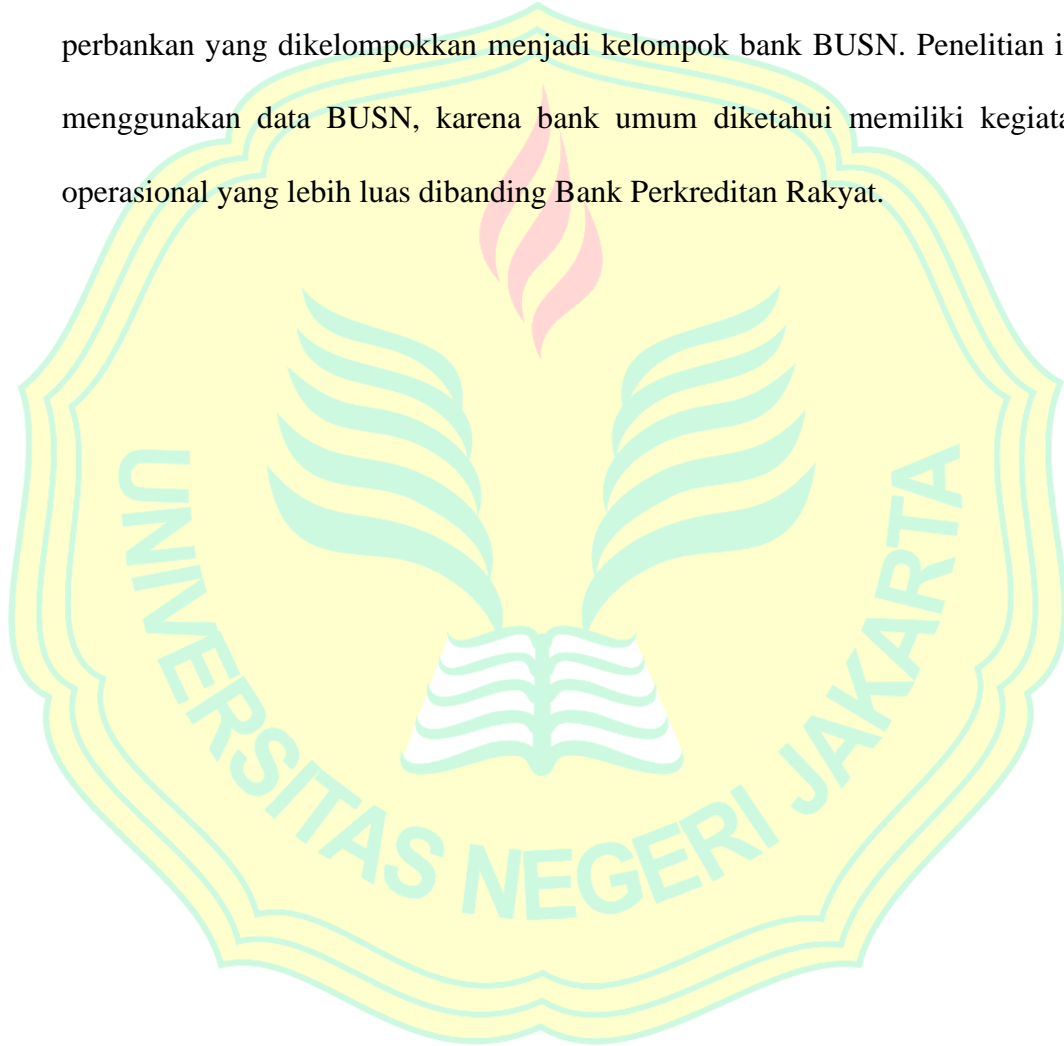 perbankan yang dikelompokkan menjadi kelompok bank BUSN. Penelitian i
menggunakan data BUSN, karena bank umum diketahui memiliki kegiata
operasional yang lebih luas dibanding Bank Perkreditan Rakyat.
UNIVERSITAS NEGERI JAKARTA